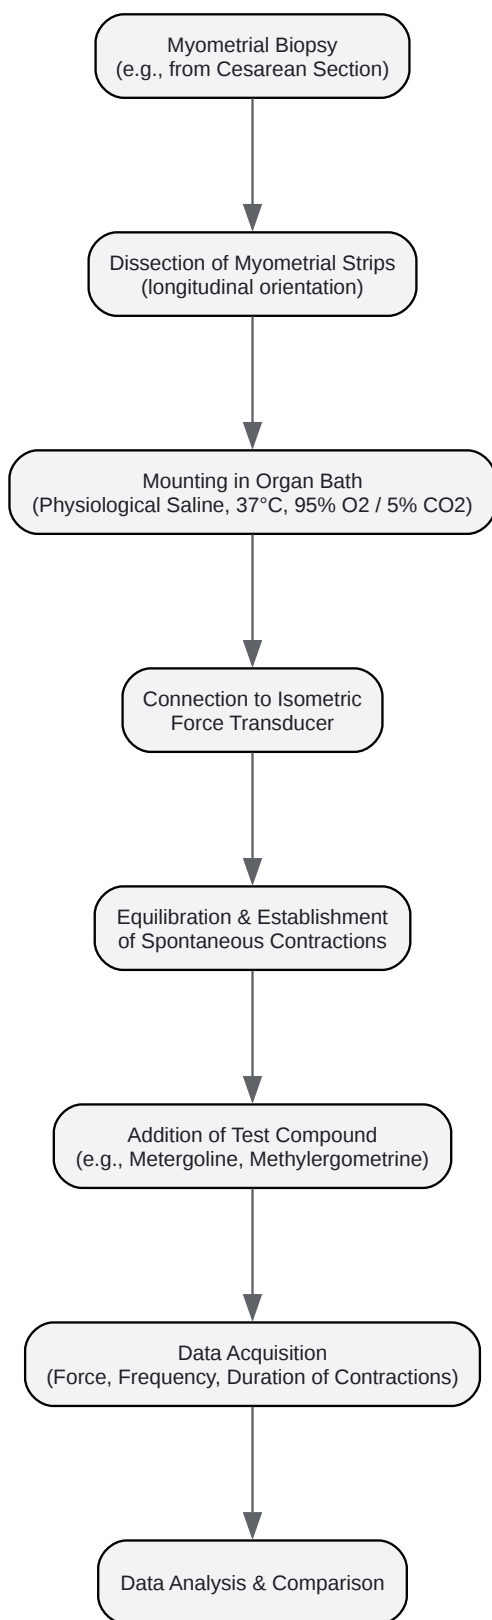 Myometrial Biopsy
(e.g., from Cesarean Section)
Dissection of Myometrial Strips
(longitudinal orientation)
Mounting in Organ Bath
(Physiological Saline, 37°C, 95% O2 / 5% CO2)
Connection to Isometric
Force Transducer
Equilibration & Establishment
of Spontaneous Contractions
Addition of Test Compound
(e.g., Metergoline, Methylergometrine)
Data Acquisition
(Force, Frequency, Duration of Contractions)
Data Analysis & Comparison